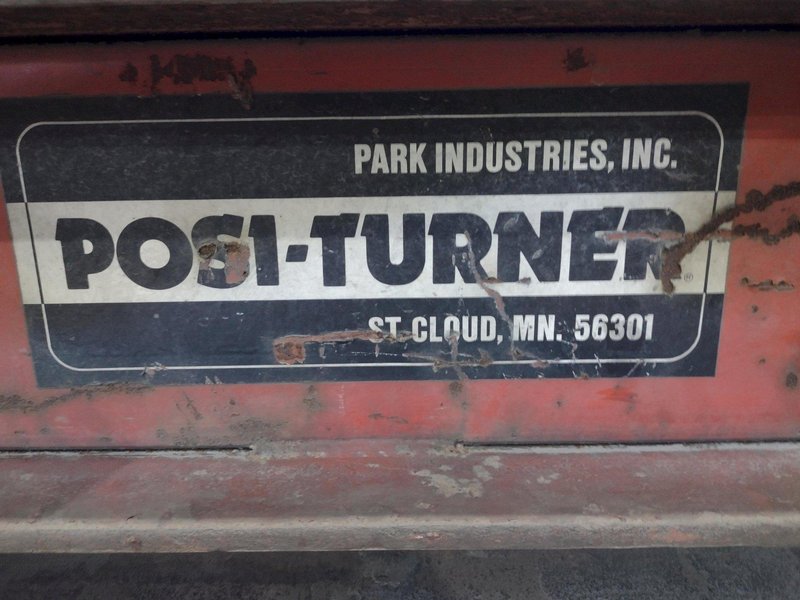 PARK INDUSTRIES, INC.
POSI-TURNER®
ST. CLOUD, MN. 56301